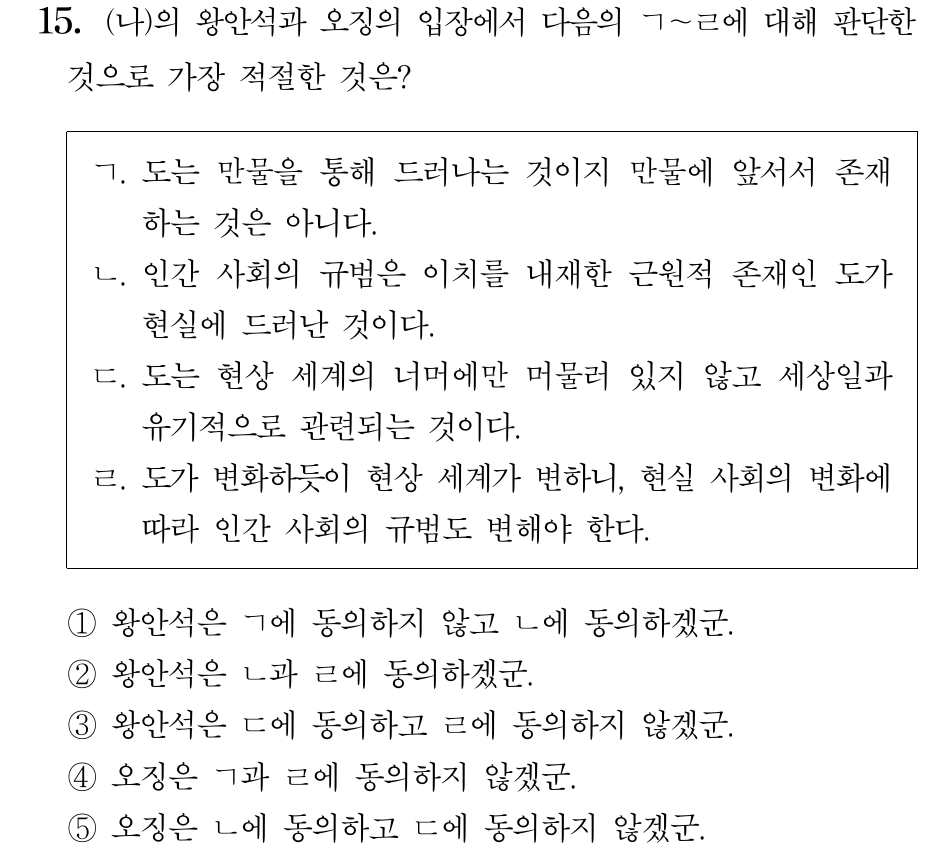 15. (나)의 왕안석과 오징의 입장에서 다음의 ㄱ~ㄹ에 대해 판단한
것으로 가장 적절한 것은?
ㄱ. 도는 만물을 통해 드러나는 것이지 만물에 앞서서 존재
하는 것은 아니다.
ㄴ. 인간 사회의 규범은 이치를 내재한 근원적 존재인 도가
현실에 드러난 것이다.
ㄷ. 도는 현상 세계의 너머에만 머물러 있지 않고 세상일과
유기적으로 관련되는 것이다.
ㄹ. 도가 변화하듯이 현상 세계가 변하니, 현실 사회의 변화에
따라 인간 사회의 규범도 변해야 한다.
① 왕안석은 ㄱ에 동의하지 않고 ㄴ에 동의하겠군.
② 왕안석은 ㄴ과 ㄹ에 동의하겠군.
③ 왕안석은 ㄷ에 동의하고 ㄹ에 동의하지 않겠군.
④ 오징은 ㄱ과 ㄹ에 동의하지 않겠군.
⑤ 오징은 ㄴ에 동의하고 ㄷ에 동의하지 않겠군.